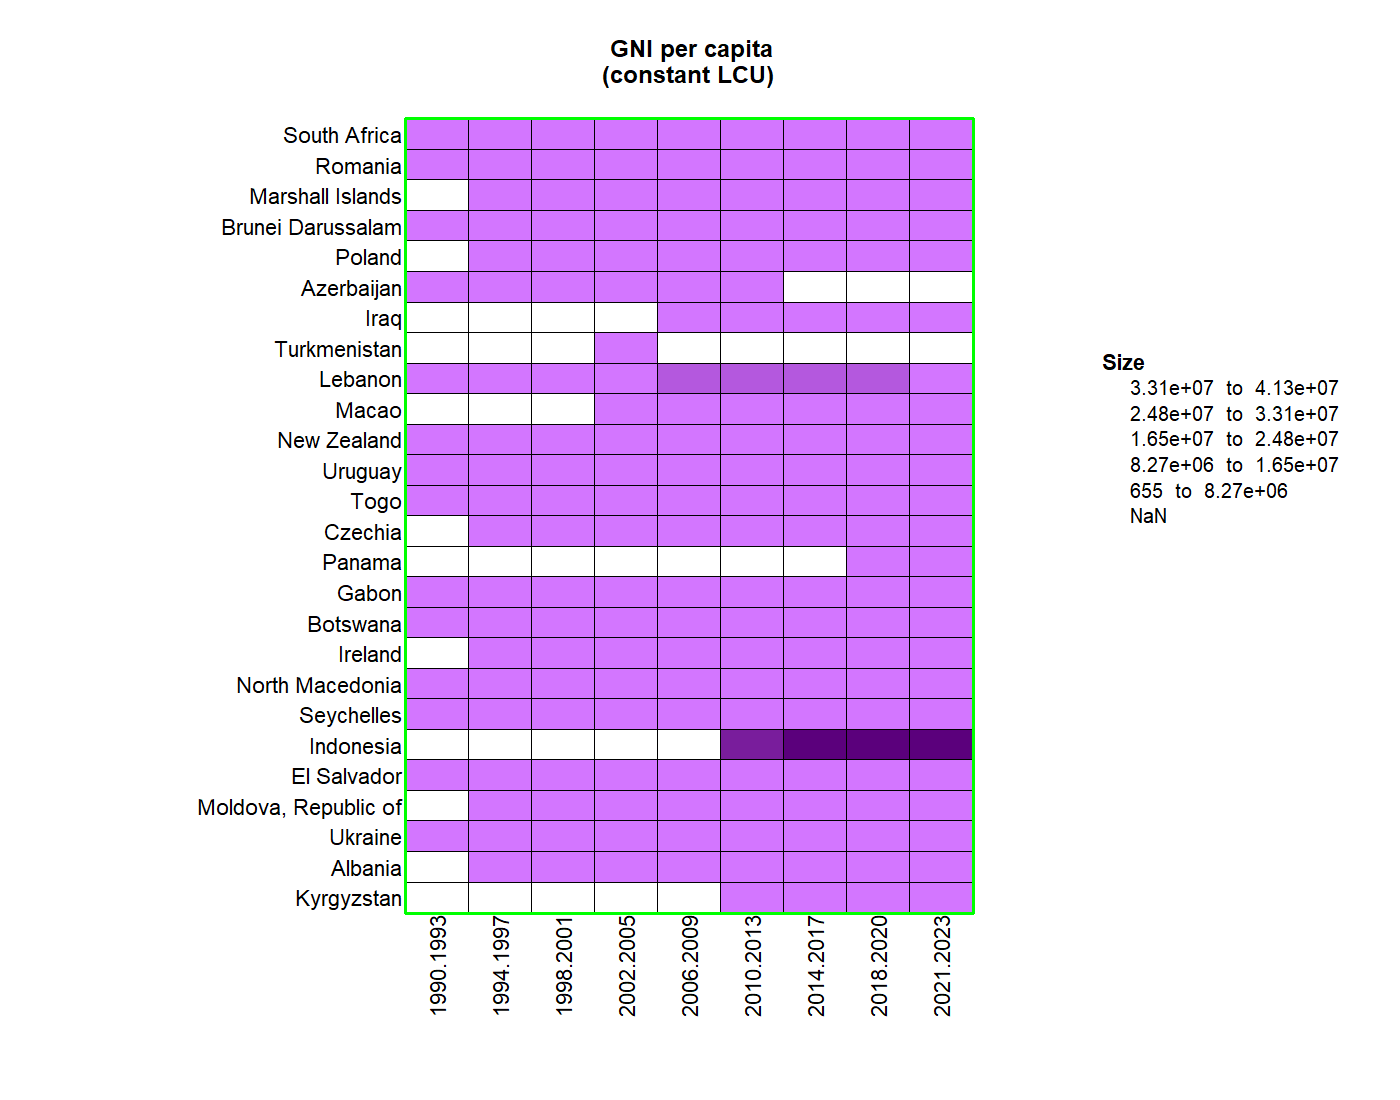 GNI per capita
(constant LCU)
South Africa
Romania
Marshall Islands
Brunei Darussalam
Poland
Azerbaijan
Iraq
Turkmenistan
Lebanon
Macao
New Zealand
Uruguay
Togo
Czechia
Panama
Gabon
Botswana
Ireland
North Macedonia
Seychelles
Indonesia
El Salvador
Moldova, Republic of
Ukraine
Albania
Kyrgyzstan
1990.1993
1994.1997
1998.2001
2002.2005
2006.2009
2010.2013
2014.2017
2018.2020
2021.2023
Size
3.31e+07 to 4.13e+07
2.48e+07 to 3.31e+07
1.65e+07 to 2.48e+07
8.27e+06 to 1.65e+07
655 to 8.27e+06
NaN